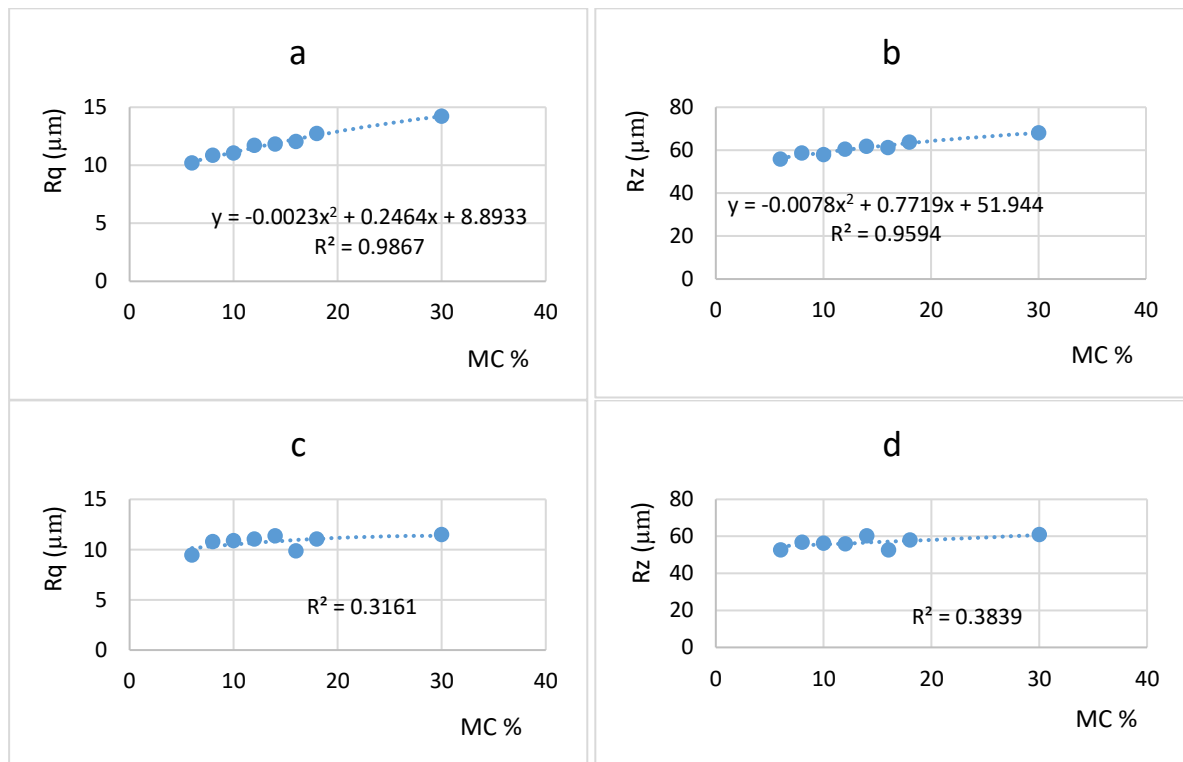 a
Rq (µm)
15
10
5
0
y = -0.0023x² + 0.2464x + 8.8933
R² = 0.9867
0 10 20 30 40
MC %
b
Rz (µm)
80
60
40
20
0
y = -0.0078x² + 0.7719x + 51.944
R² = 0.9594
0 10 20 30 40
MC %
c
Rq (µm)
15
10
5
0
R² = 0.3161
0 10 20 30 40
MC %
d
Rz (µm)
80
60
40
20
0
R² = 0.3839
0 10 20 30 40
MC %